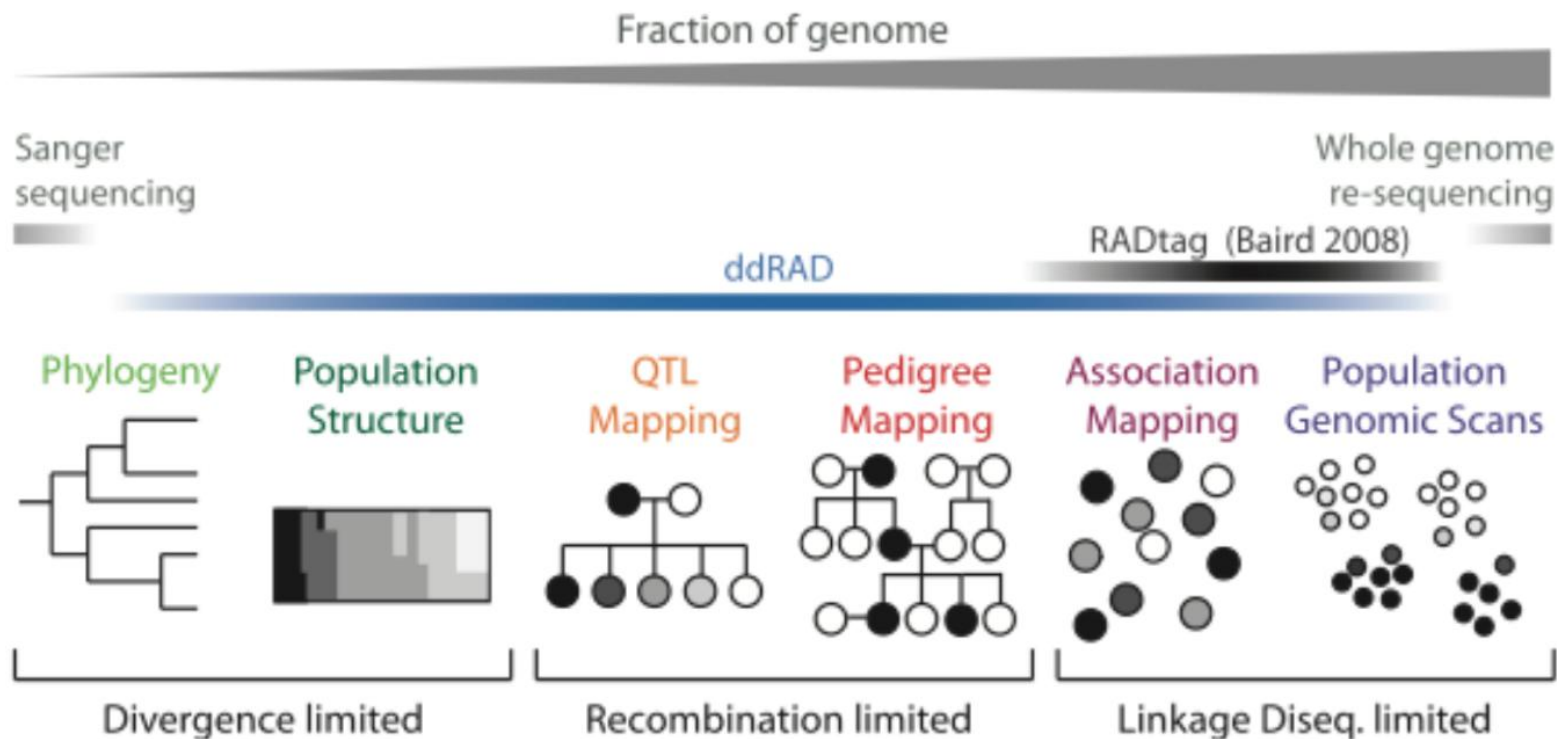 Fraction of genome
Sanger
sequencing
Whole genome
re-sequencing
RADtag (Baird 2008)
ddRAD
Phylogeny
Population
Structure
QTL
Mapping
Pedigree
Mapping
Association
Mapping
Population
Genomic Scans
Divergence limited
Recombination limited
Linkage Diseq. limited